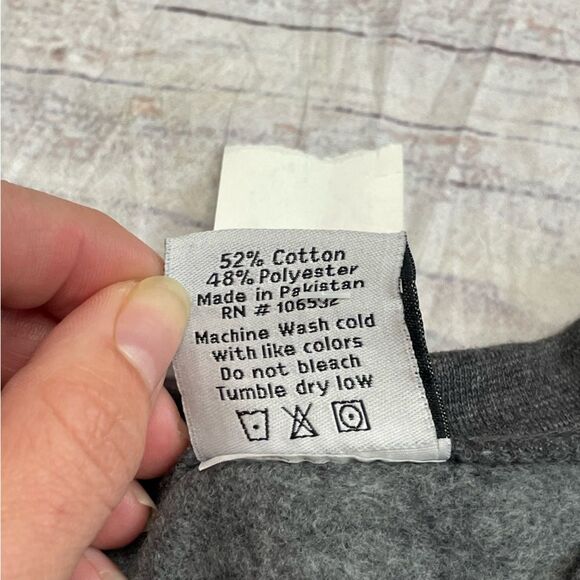 52% Cotton
48% Polyester
Made in Pakistan
RN # 106532
Machine Wash cold
with like colors
Do not bleach
Tumble dry low